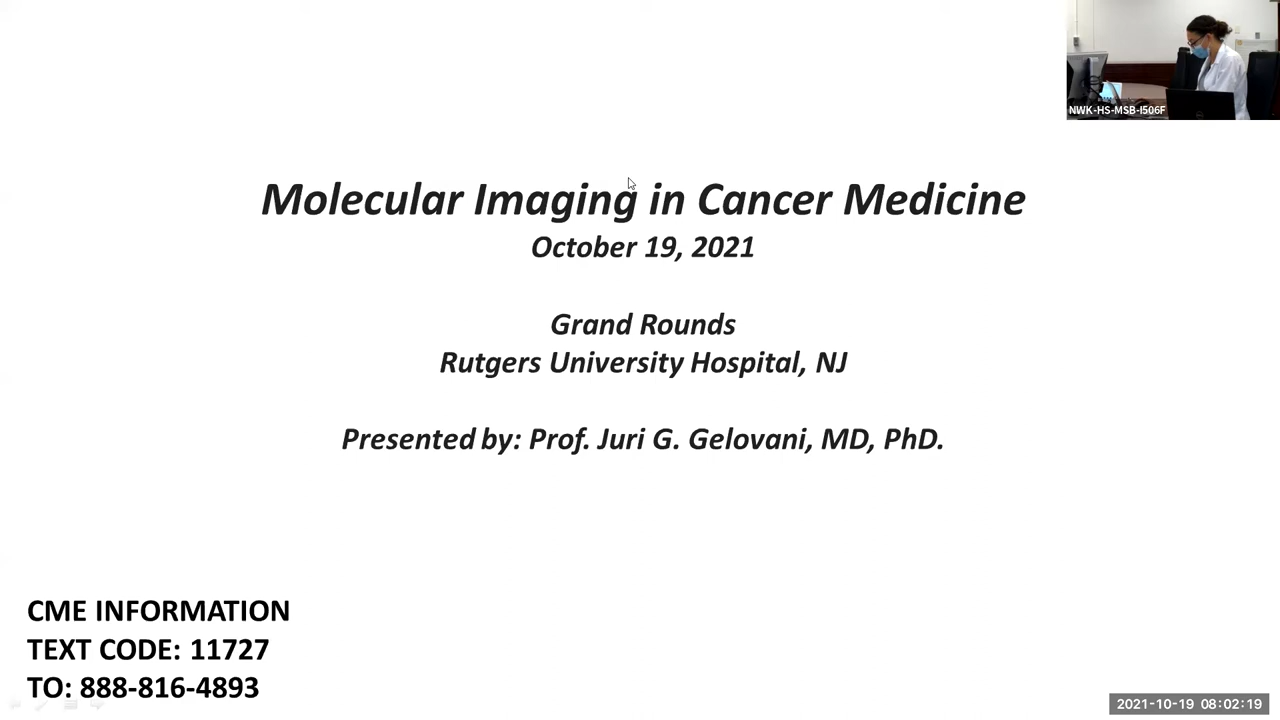 NWK-HS-MSB-I506F
Molecular Imaging in Cancer Medicine
October 19, 2021
Grand Rounds
Rutgers University Hospital, NJ
Presented by: Prof. Juri G. Gelovani, MD, PhD.
CME INFORMATION
TEXT CODE: 11727
TO: 888-816-4893
2021-10-19 08:02:19